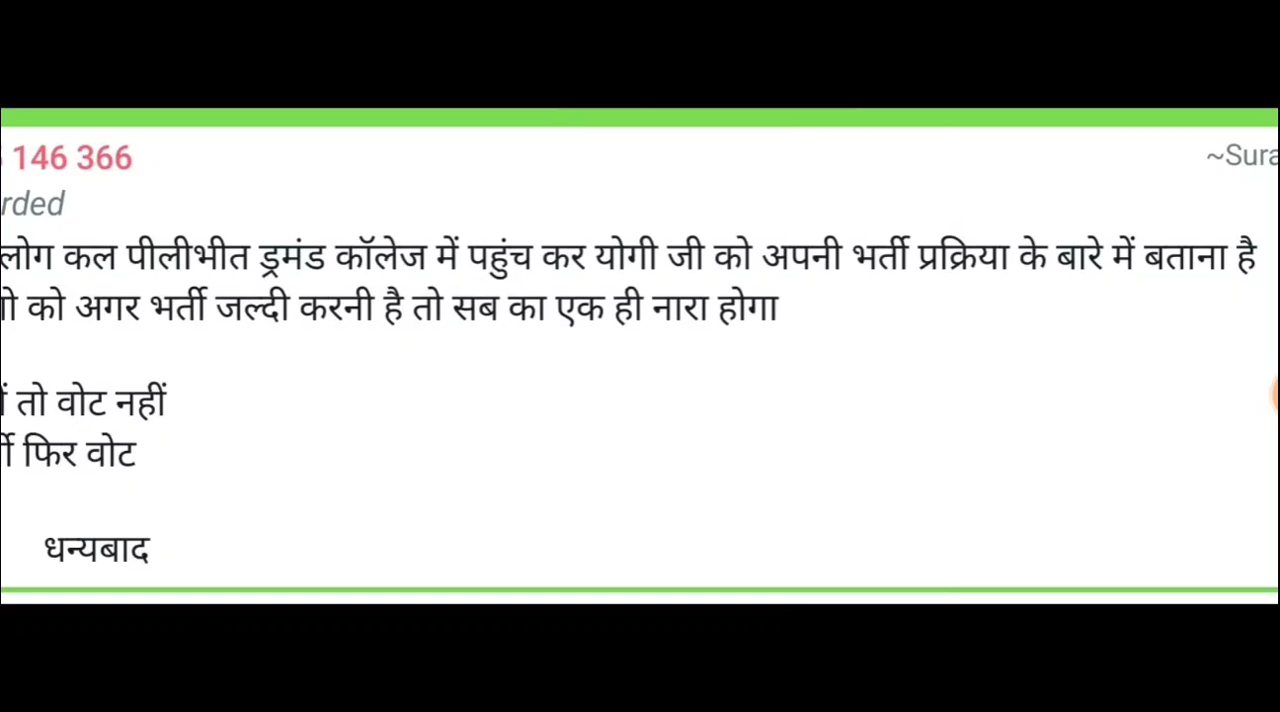 146 366
~Sura
rded
लोग कल पीलीभीत ड्रमंड कॉलेज में पहुंच कर योगी जी को अपनी भर्ती प्रक्रिया के बारे में बताना है
को अगर भर्ती जल्दी करनी है तो सब का एक ही नारा होगा
तो वोट नहीं
फिर वोट
धन्यबाद